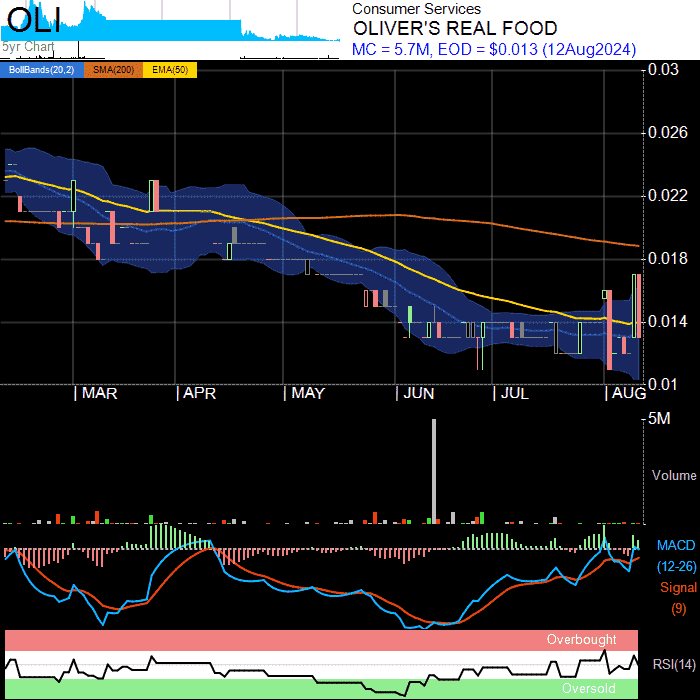 OLI
5yr Chart
Consumer Services
OLIVER'S REAL FOOD
MC = 5.7M, EOD = $0.013 (12Aug2024)
BollBands(20,2) SMA(200) EMA(50)
0.03
0.026
0.022
0.018
0.014
0.01
MAR APR MAY JUN JUL AUG
5M
Volume
MACD
(12-26)
Signal
(9)
Overbought
RSI(14)
Oversold